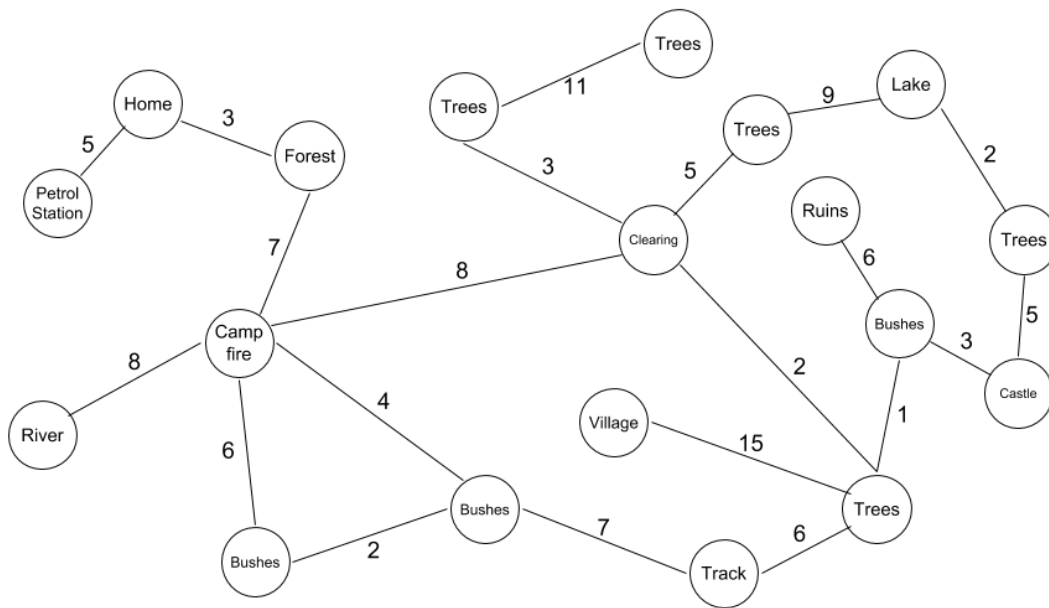 Trees
11
Trees
Lake
9
Trees
Home
3
5
Forest
Petrol
Station
3
5
2
Ruins
Clearing
Trees
7
6
8
Camp
fire
Bushes
3
5
8
2
Castle
4
1
Village
River
6
15
Bushes
Trees
7
6
Bushes
2
Track